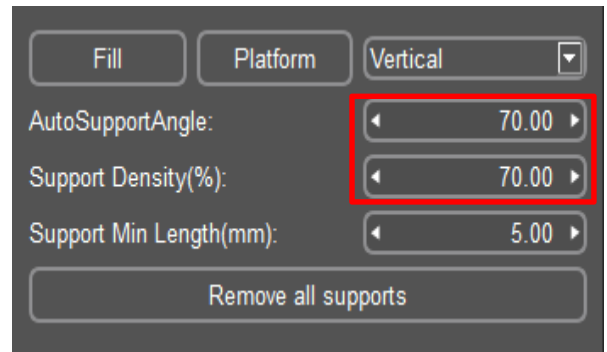 Fill Platform Vertical
AutoSupportAngle: 70.00
Support Density(%): 70.00
Support Min Length(mm): 5.00
Remove all supports